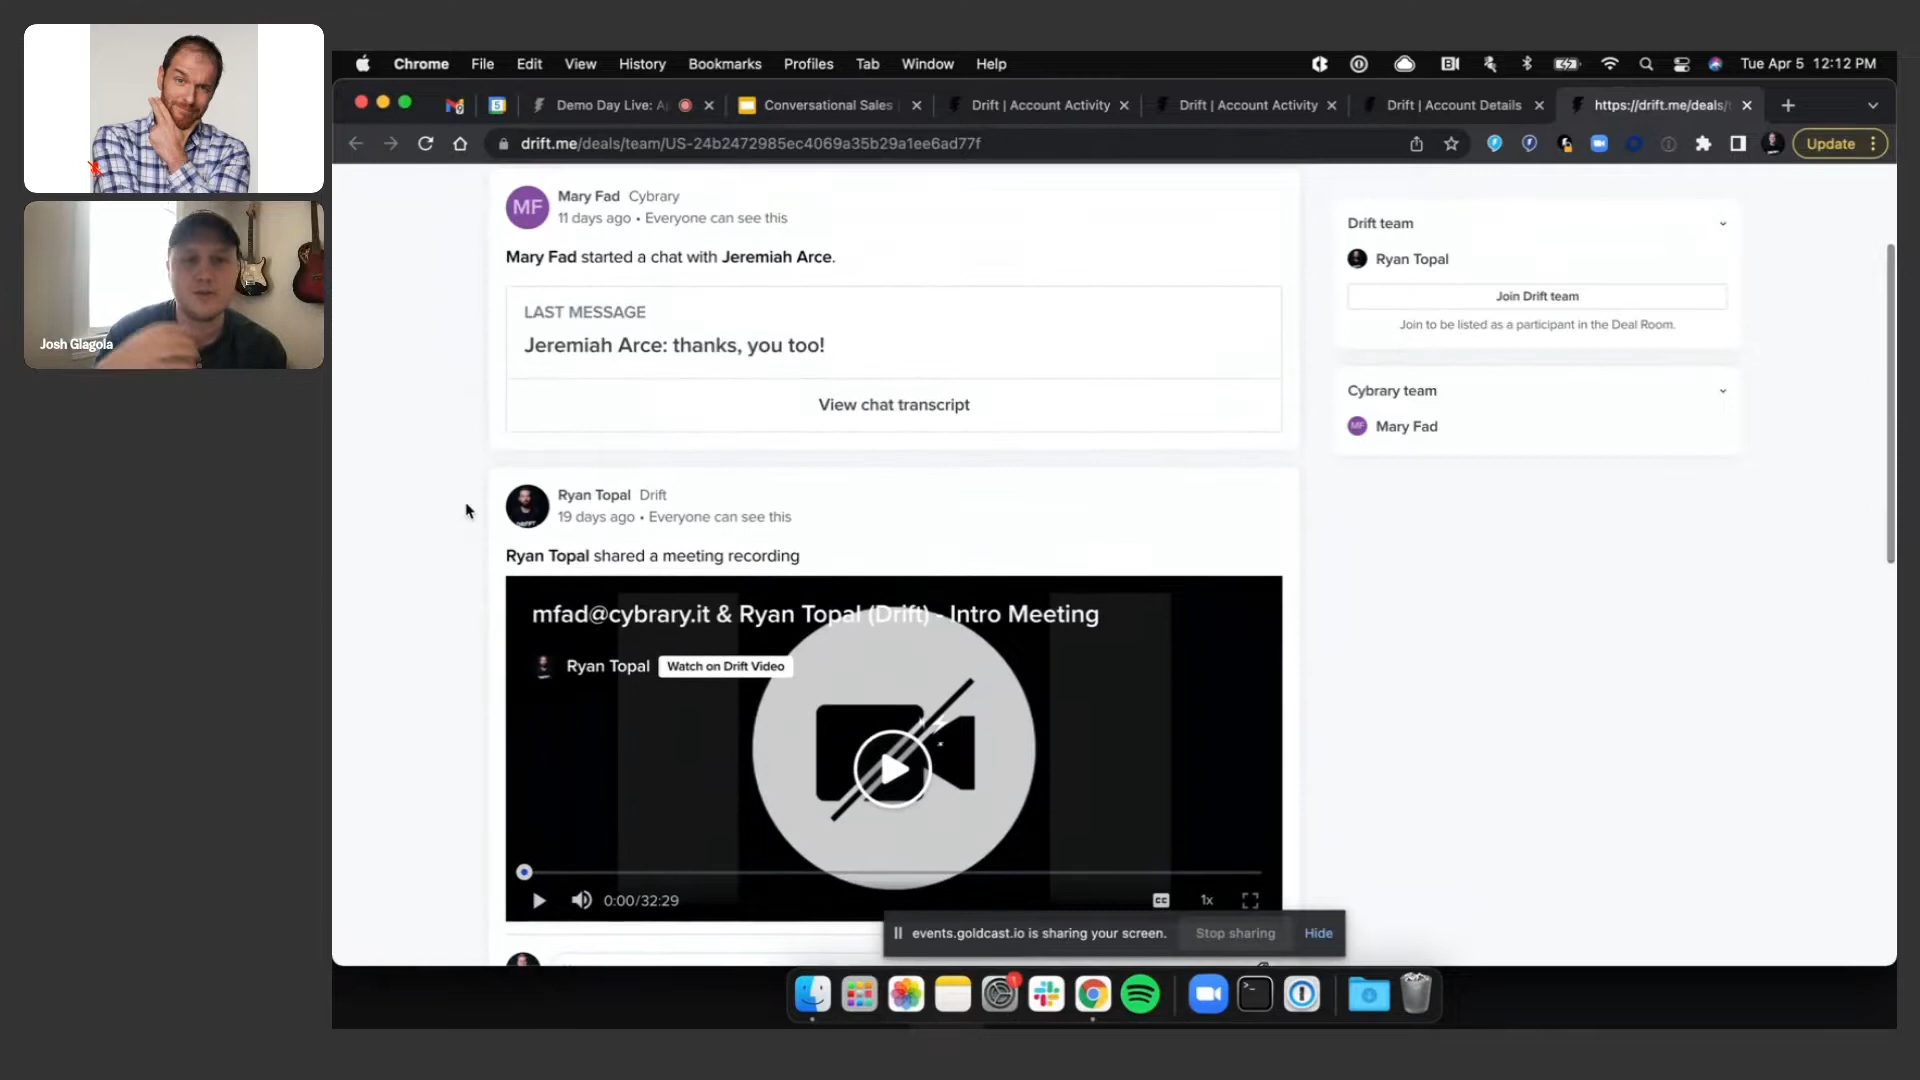 Josh Glagola
Chrome File Edit View History Bookmarks Profiles Tab Window Help
Tue Apr 5 12:12 PM
5
Demo Day Live: A
Conversational Sales
Drift | Account Activity
Drift | Account Activity
Drift | Account Details
https://drift.me/deals/
drift.me/deals/team/US-24b2472985ec4069a35b29a1ee6ad77f
Update
MF
Mary Fad Cybrary
11 days ago • Everyone can see this
Mary Fad started a chat with Jeremiah Arce.
LAST MESSAGE
Jeremiah Arce: thanks, you too!
View chat transcript
Drift team
Ryan Topal
Join Drift team
Join to be listed as a participant in the Deal Room.
Cybrary team
MF Mary Fad
Ryan Topal Drift
19 days ago • Everyone can see this
Ryan Topal shared a meeting recording
mfad@cybrary.it & Ryan Topal (Drift) - Intro Meeting
Ryan Topal Watch on Drift Video
0:00/32:29
CC
1x
events.goldcast.io is sharing your screen.
Stop sharing
Hide
1